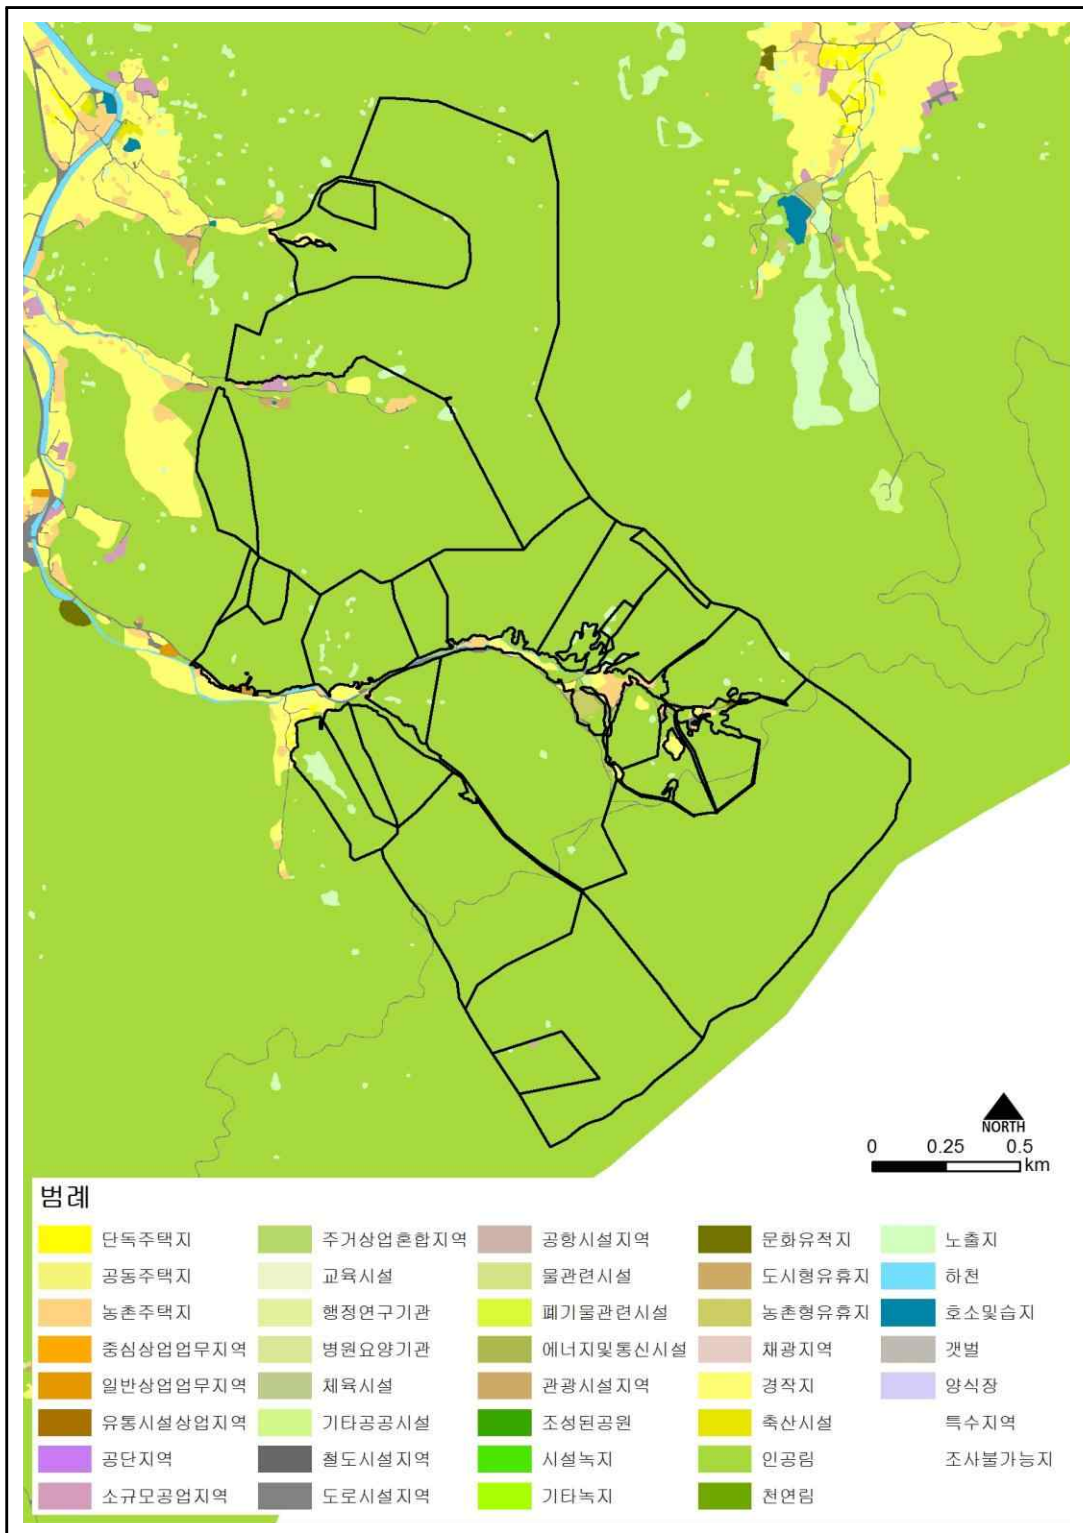 NORTH
0 0.25 0.5
km
범례
단독주택지 주거상업혼합지역 공항시설지역 문화유적지 노출지
공동주택지 교육시설 물관련시설 도시형유휴지 하천
농촌주택지 행정연구기관 폐기물관련시설 농촌형유휴지 호소및습지
중심상업업무지역 병원요양기관 에너지및통신시설 채광지역 갯벌
일반상업업무지역 체육시설 관광시설지역 경작지 양식장
유통시설상업지역 기타공공시설 조성된공원 축산시설 특수지역
공단지역 철도시설지역 시설녹지 인공림 조사불가능지
소규모공업지역 도로시설지역 기타녹지 천연림